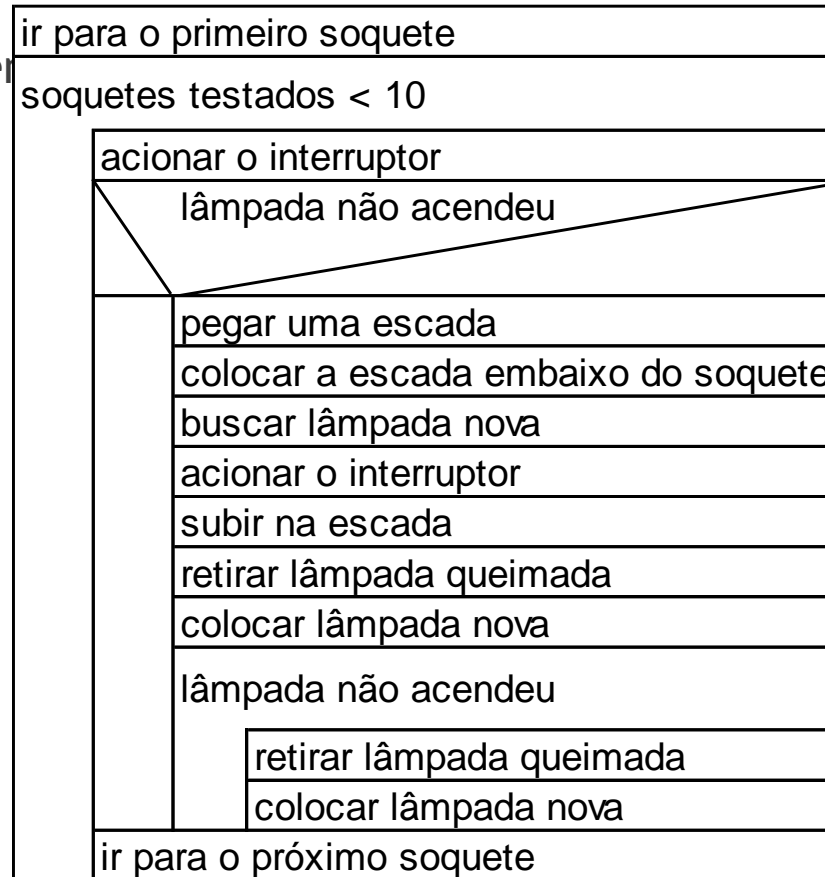 ir para o primeiro soquete
soquetes testados < 10
acionar o interruptor
lâmpada não acendeu
pegar uma escada
colocar a escada embaixo do soquete
buscar lâmpada nova
acionar o interruptor
subir na escada
retirar lâmpada queimada
colocar lâmpada nova
lâmpada não acendeu
retirar lâmpada queimada
colocar lâmpada nova
ir para o próximo soquete